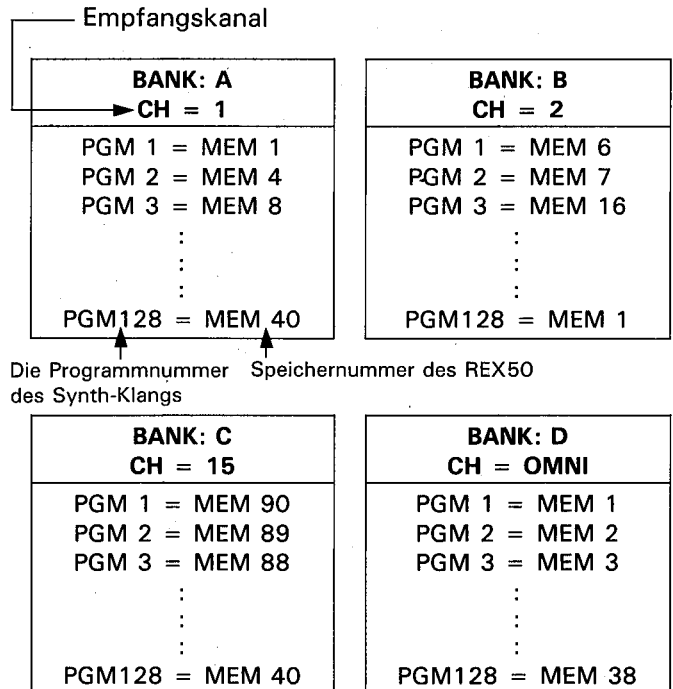 Empfangskanal
BANK: A
CH = 1
PGM 1 = MEM 1
PGM 2 = MEM 4
PGM 3 = MEM 8
:
:
:
PGM128 = MEM 40
BANK: B
CH = 2
PGM 1 = MEM 6
PGM 2 = MEM 7
PGM 3 = MEM 16
:
:
:
PGM128 = MEM 1
Die Programmnummer
des Synth-Klangs
Speichernummer des REX50
BANK: C
CH = 15
PGM 1 = MEM 90
PGM 2 = MEM 89
PGM 3 = MEM 88
:
:
:
PGM128 = MEM 40
BANK: D
CH = OMNI
PGM 1 = MEM 1
PGM 2 = MEM 2
PGM 3 = MEM 3
:
:
:
PGM128 = MEM 38